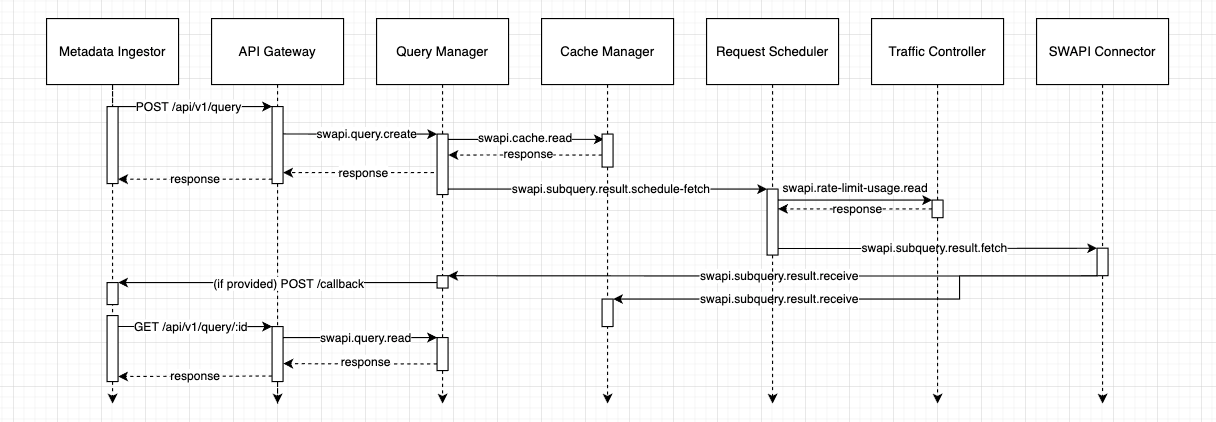 Metadata Ingestor
API Gateway
Query Manager
Cache Manager
Request Scheduler
Traffic Controller
SWAPI Connector
POST /api/v1/query
swapi.query.create
swapi.cache.read
response
response
response
swapi.subquery.result.schedule-fetch
swapi.rate-limit-usage.read
response
swapi.subquery.result.fetch
swapi.subquery.result.receive
(if provided) POST /callback
swapi.subquery.result.receive
GET /api/v1/query/:id
swapi.query.read
response
response